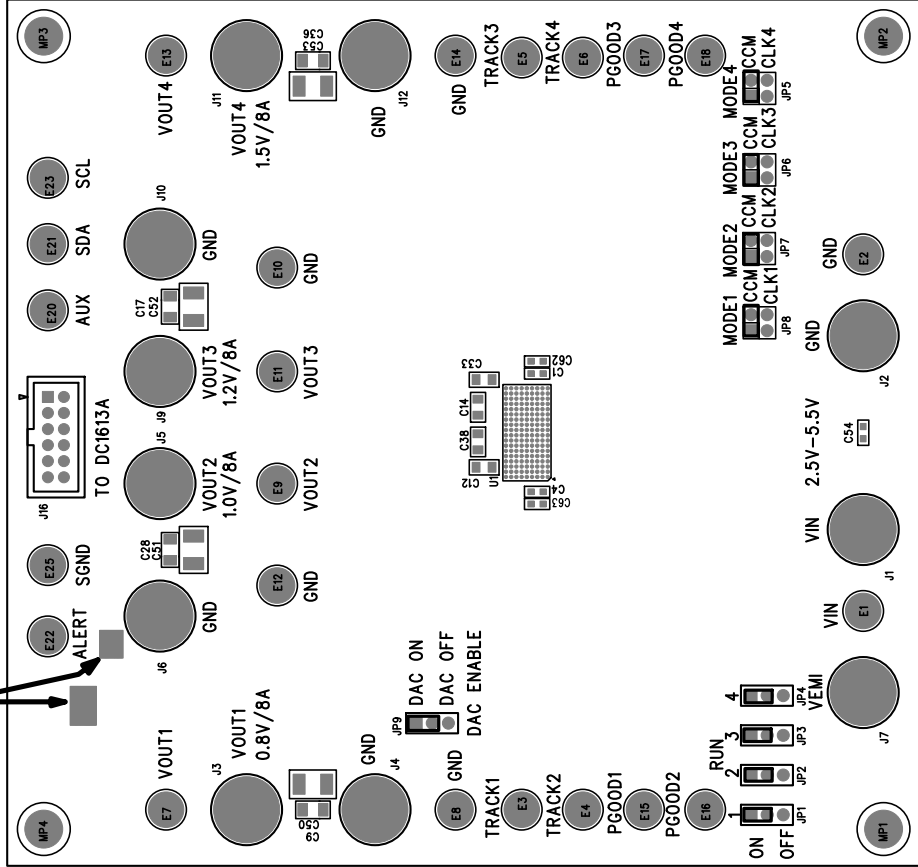 MP3
E13
VOUT4
J11
VOUT4
1.5V/8A
C36
C53
J12
GND
E14
GND
TRACK3
E5
TRACK4
E6
PGOOD3
E17
PGOOD4
E18
MP2
E23
SCL
E21
SDA
E20
AUX
J10
GND
C17
C52
E10
GND
MODE4
CCM
CLK4
JP5
MODE3
CCM
CLK3
JP6
MODE2
CCM
CLK2
JP7
MODE1
CCM
CLK1
JP8
GND
E2
J16
TO DC1613A
J9
VOUT3
1.2V/8A
E11
VOUT3
J5
VOUT2
1.0V/8A
E9
VOUT2
C33
C14
C38
C12
U1
C62
C1
C4
C63
GND
J2
2.5V-5.5V
C54
E25
SGND
E22
ALERT
C28
C51
J6
GND
E12
GND
VIN
J1
VIN
E1
JP9
DAC ON
DAC OFF
DAC ENABLE
MP4
E7
VOUT1
J3
VOUT1
0.8V/8A
C50
C9
J4
GND
E8
GND
TRACK1
E3
TRACK2
E4
PGOOD1
E15
PGOOD2
E16
RUN
1
2
3
4
ON
OFF
JP1
JP2
JP3
JP4
VEMI
J7
MP1